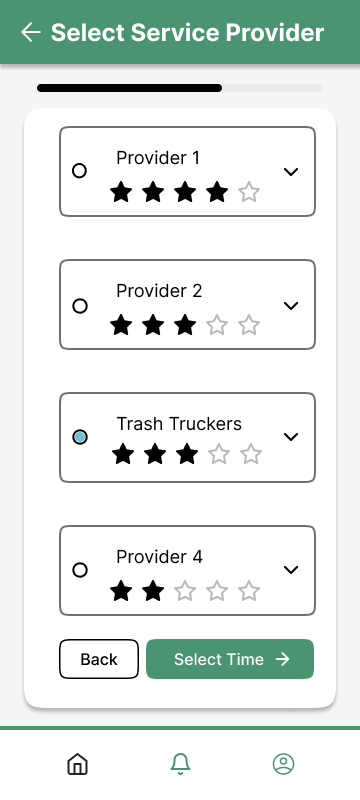 Select Service Provider
Provider 1
Provider 2
Trash Truckers
Provider 4
Back
Select Time